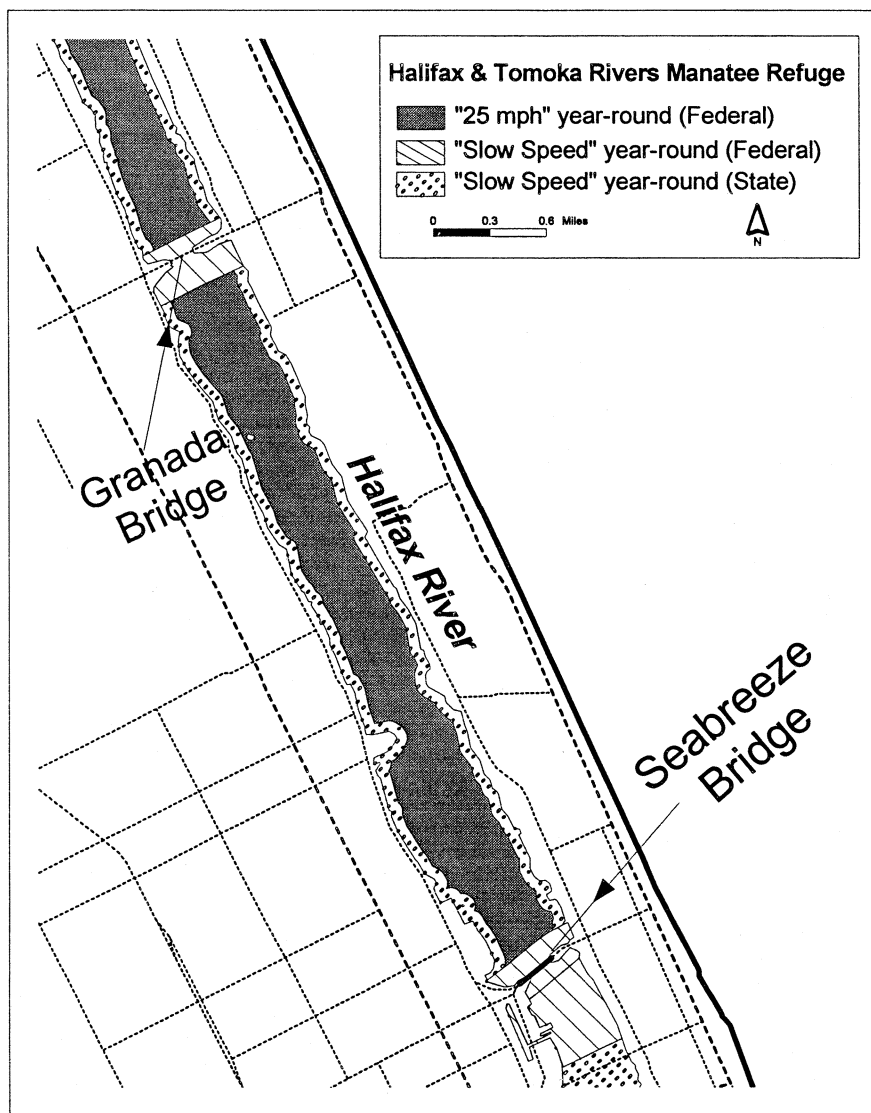 Halifax & Tomoka Rivers Manatee Refuge
"25 mph" year-round (Federal)
"Slow Speed" year-round (Federal)
"Slow Speed" year-round (State)
0 0.3 0.6 Miles
N
Granada
Bridge
Halifax River
Seabreeze
Bridge